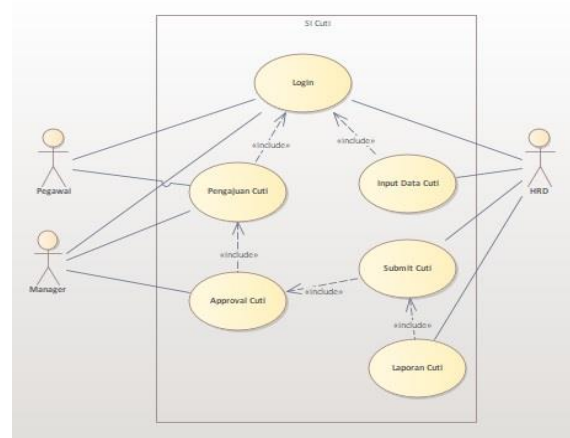 SI Cuti
Login
«include»
«include»
Pegawai
Pengajuan Cuti
Input Data Cuti
HRD
«include»
Submit Cuti
Manager
Approval Cuti
«include»
«include»
Laporan Cuti